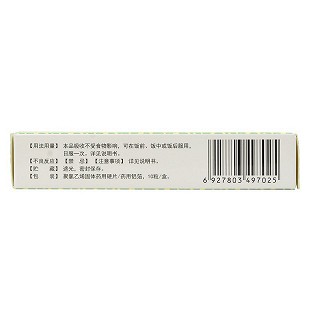 【用法用量】本品吸收不受食物影响，可在饭前、饭中或饭后服用。
日服一次。详见说明书。
【不良反应】【禁 忌】【注意事项】详见说明书。
【贮 藏】遮光，密封保存。
【包 装】聚氯乙烯固体药用硬片/药用铝箔，10粒/盒。
6 927803 497025